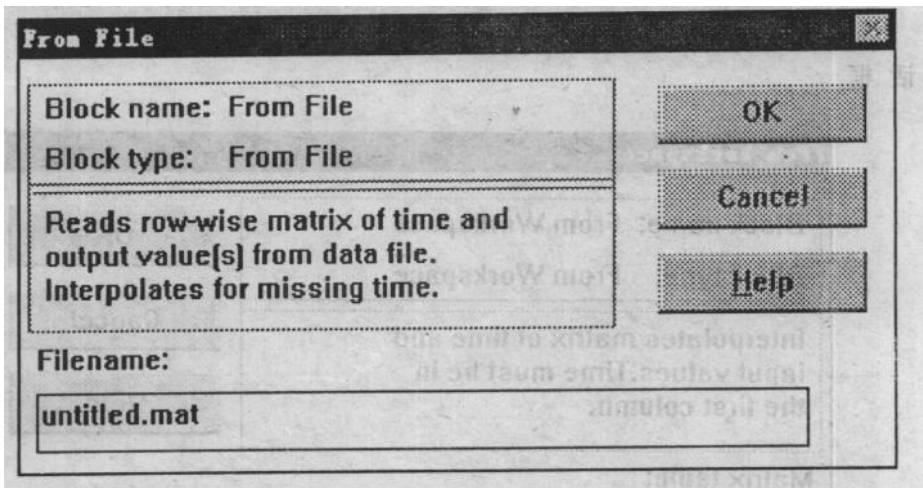 From File
Block name: From File
Block type: From File
Reads row-wise matrix of time and
output value(s) from data file.
Interpolates for missing time.
OK
Cancel
Help
Filename:
untitled.mat